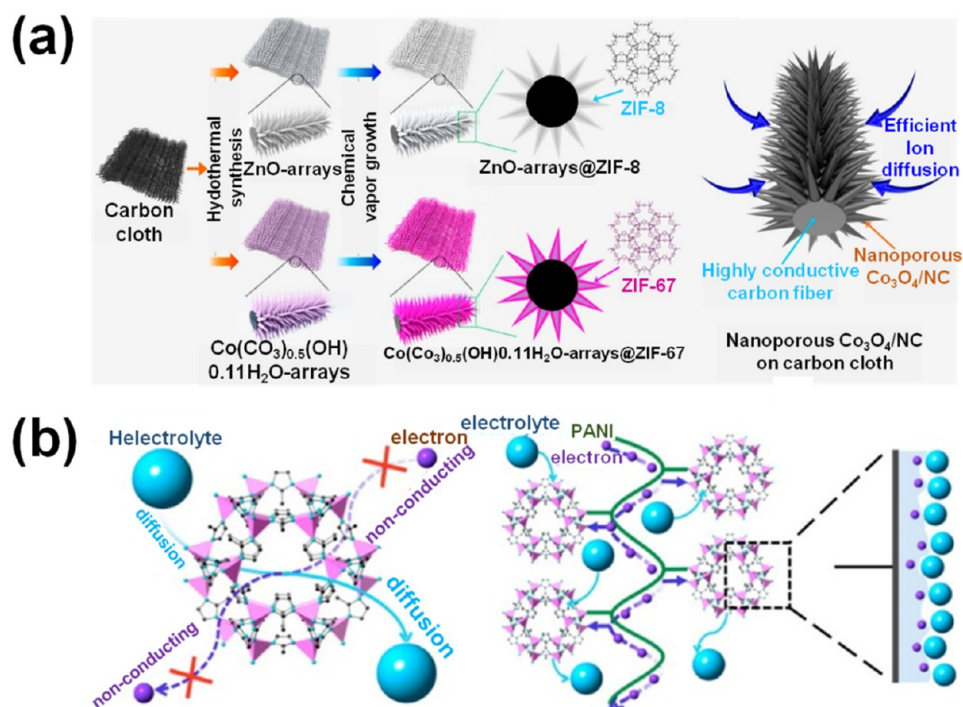 (a)
Carbon
cloth
Hydothermal
synthesis
ZnO-arrays
Chemical
vapor growth
ZIF-8
ZnO-arrays@ZIF-8
Co(CO₃)₀.₅(OH)
0.11H₂O-arrays
ZIF-67
Co(Co₃)₀.₅(OH)0.11H₂O-arrays@ZIF-67
Efficient
Ion
diffusion
Highly conductive
carbon fiber
Nanoporous
Co₃O₄/NC
Nanoporous Co₃O₄/NC
on carbon cloth
(b)
Helectrolyte
electron
diffusion
non-conducting
non-conducting
diffusion
electrolyte
PANI
electron